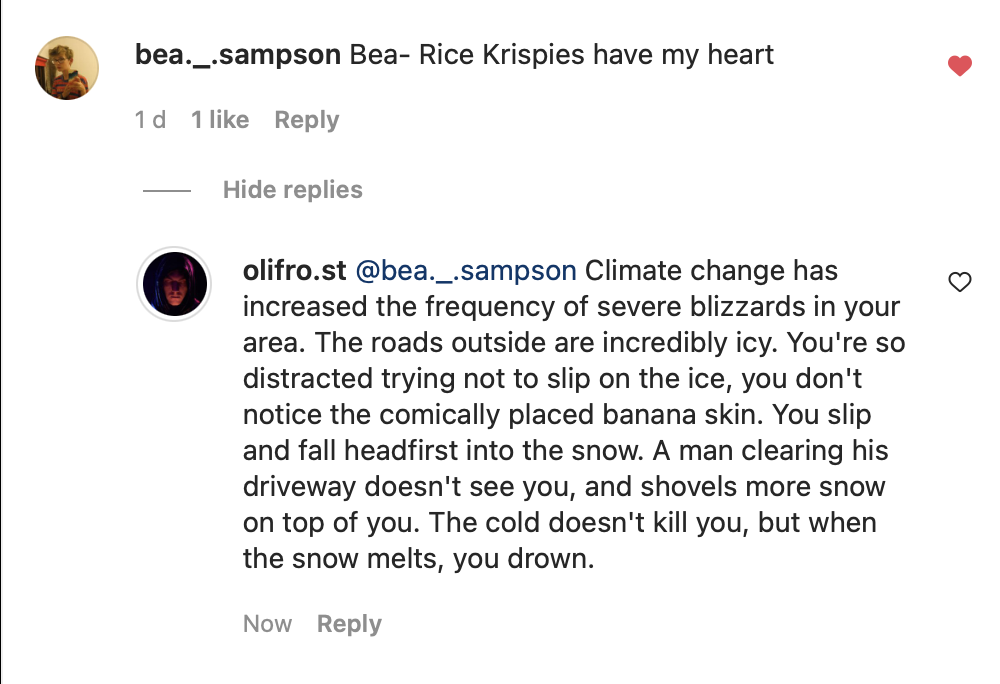 bea._.sampson Bea- Rice Krispies have my heart
1 d 1 like Reply
Hide replies
olifro.st @bea._.sampson Climate change has
increased the frequency of severe blizzards in your
area. The roads outside are incredibly icy. You're so
distracted trying not to slip on the ice, you don't
notice the comically placed banana skin. You slip
and fall headfirst into the snow. A man clearing his
driveway doesn't see you, and shovels more snow
on top of you. The cold doesn't kill you, but when
the snow melts, you drown.
Now Reply